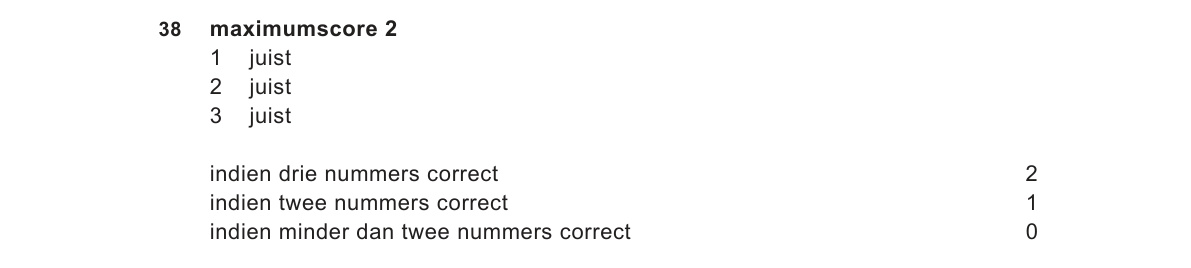 38 maximumscore 2
1 juist
2 juist
3 juist
indien drie nummers correct 2
indien twee nummers correct 1
indien minder dan twee nummers correct 0